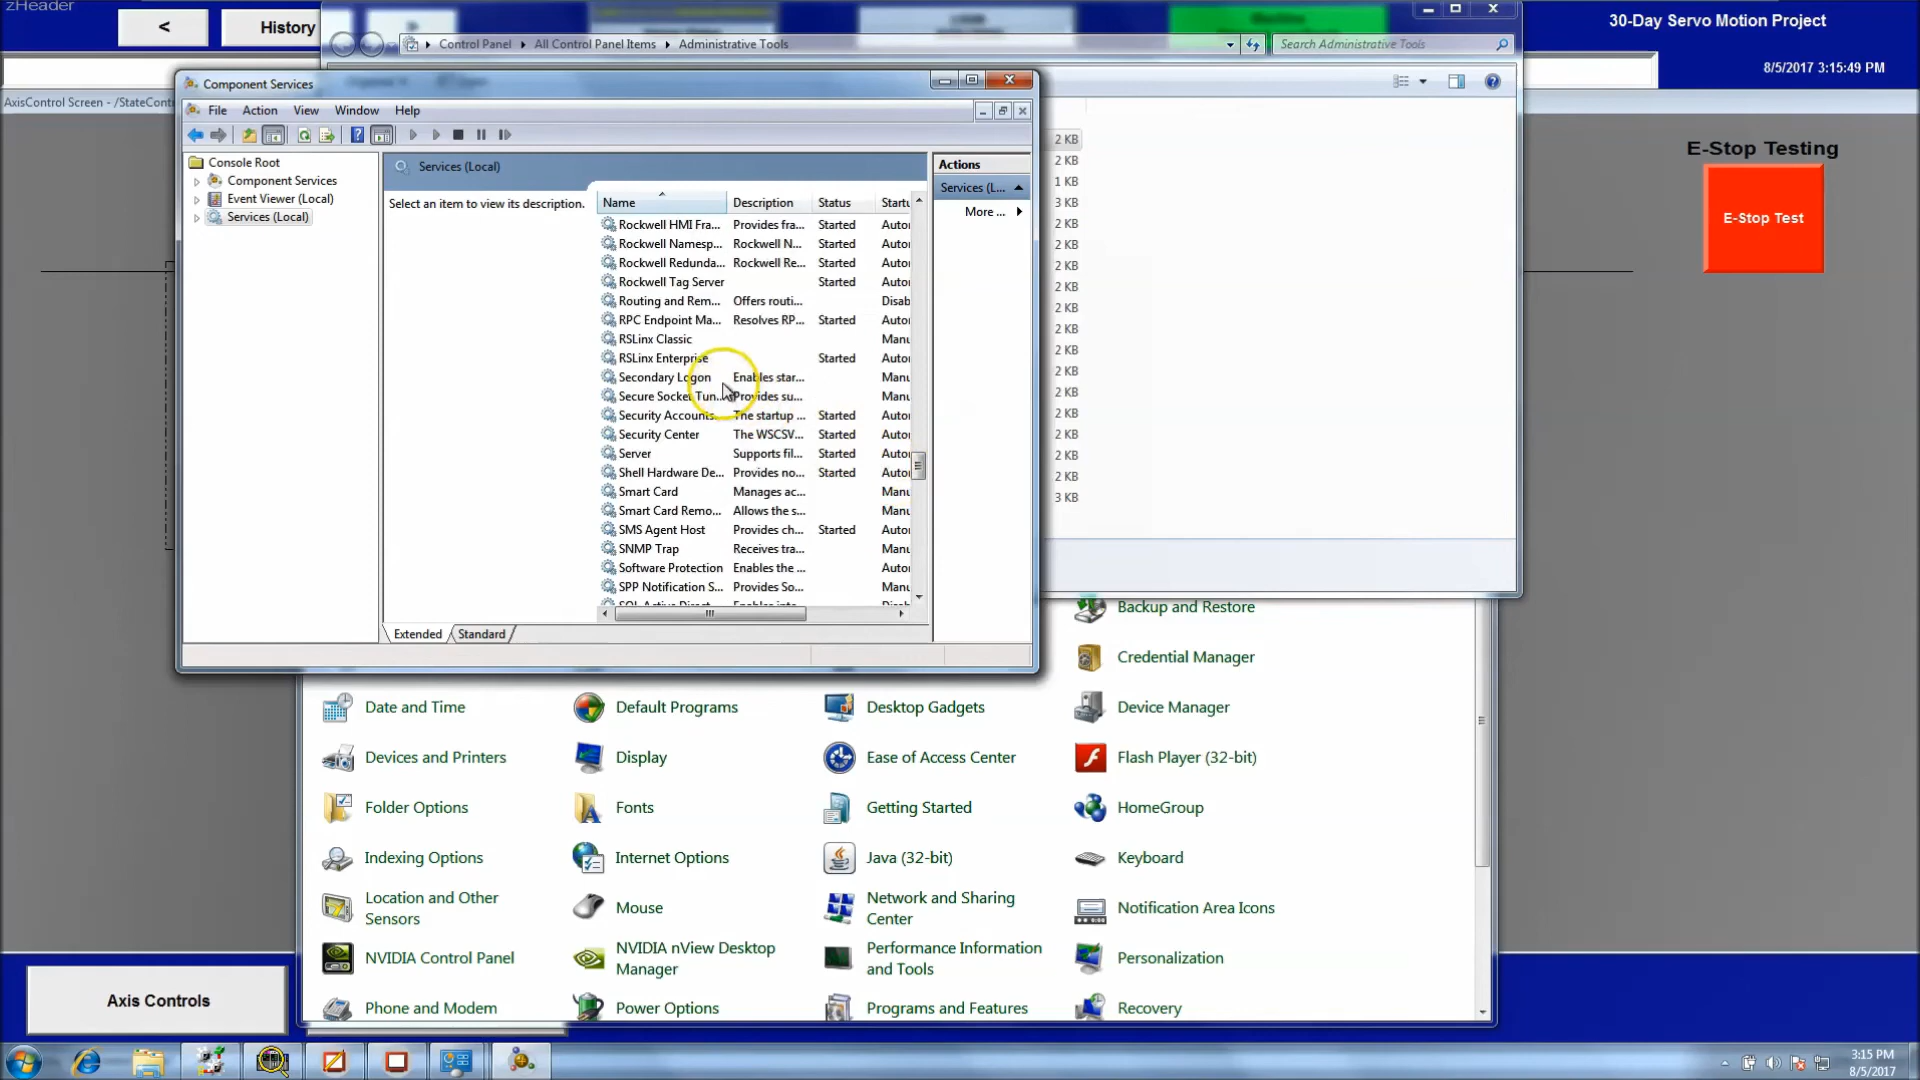 zHeader
<
History
30-Day Servo Motion Project
8/5/2017 3:15:49 PM
AxisControl Screen - /StateCont
Control Panel
All Control Panel Items
Administrative Tools
Search Administrative Tools
Component Services
File
Action
View
Window
Help
Console Root
Component Services
Event Viewer (Local)
Services (Local)
Services (Local)
Select an item to view its description.
Name Description Status Startu
Rockwell HMI Fra... Provides fra... Started Autor
Rockwell Namesp... Rockwell N... Started Autor
Rockwell Redunda... Rockwell Re... Started Autor
Rockwell Tag Server Started Autor
Routing and Rem... Offers routi... Disab
RPC Endpoint Ma... Resolves RP... Started Autor
RSLinx Classic Manu
RSLinx Enterprise Started Autor
Secondary Logon Enables star... Manu
Secure Socket Tun... Provides su... Manu
Security Accounts... The startup ... Started Autor
Security Center The WSCSV... Started Autor
Server Supports fil... Started Autor
Shell Hardware De... Provides no... Started Autor
Smart Card Manages ac... Manu
Smart Card Remo... Allows the s... Manu
SMS Agent Host Provides ch... Started Autor
SNMP Trap Receives tra... Manu
Software Protection Enables the ... Autor
SPP Notification S... Provides So... Manu
Extended
Standard
Actions
Services (L...
More ...
2 KB
2 KB
1 KB
3 KB
2 KB
2 KB
2 KB
2 KB
2 KB
2 KB
2 KB
2 KB
2 KB
2 KB
2 KB
2 KB
2 KB
3 KB
E-Stop Testing
E-Stop Test
Backup and Restore
Credential Manager
Date and Time
Default Programs
Desktop Gadgets
Device Manager
Devices and Printers
Display
Ease of Access Center
Flash Player (32-bit)
Folder Options
Fonts
Getting Started
HomeGroup
Indexing Options
Internet Options
Java (32-bit)
Keyboard
Location and Other
Sensors
Mouse
Network and Sharing
Center
Notification Area Icons
NVIDIA Control Panel
NVIDIA nView Desktop
Manager
Performance Information
and Tools
Personalization
Phone and Modem
Power Options
Programs and Features
Recovery
Axis Controls
3:15 PM
8/5/2017